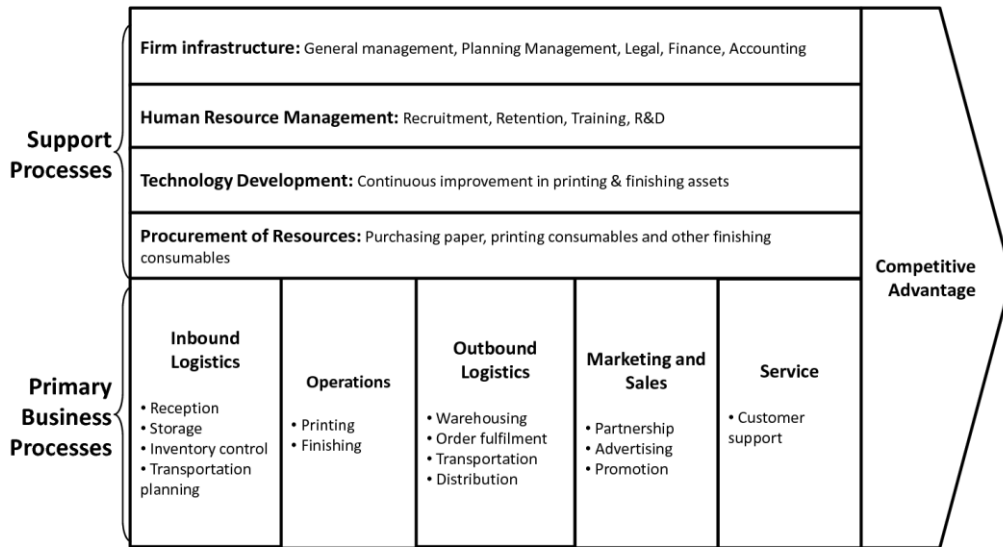 Support
Processes
Firm infrastructure: General management, Planning Management, Legal, Finance, Accounting
Human Resource Management: Recruitment, Retention, Training, R&D
Technology Development: Continuous improvement in printing & finishing assets
Procurement of Resources: Purchasing paper, printing consumables and other finishing
consumables
Competitive
Advantage
Primary
Business
Processes
Inbound
Logistics
• Reception
• Storage
• Inventory control
• Transportation
planning
Operations
• Printing
• Finishing
Outbound
Logistics
• Warehousing
• Order fulfilment
• Transportation
• Distribution
Marketing and
Sales
• Partnership
• Advertising
• Promotion
Service
• Customer
support